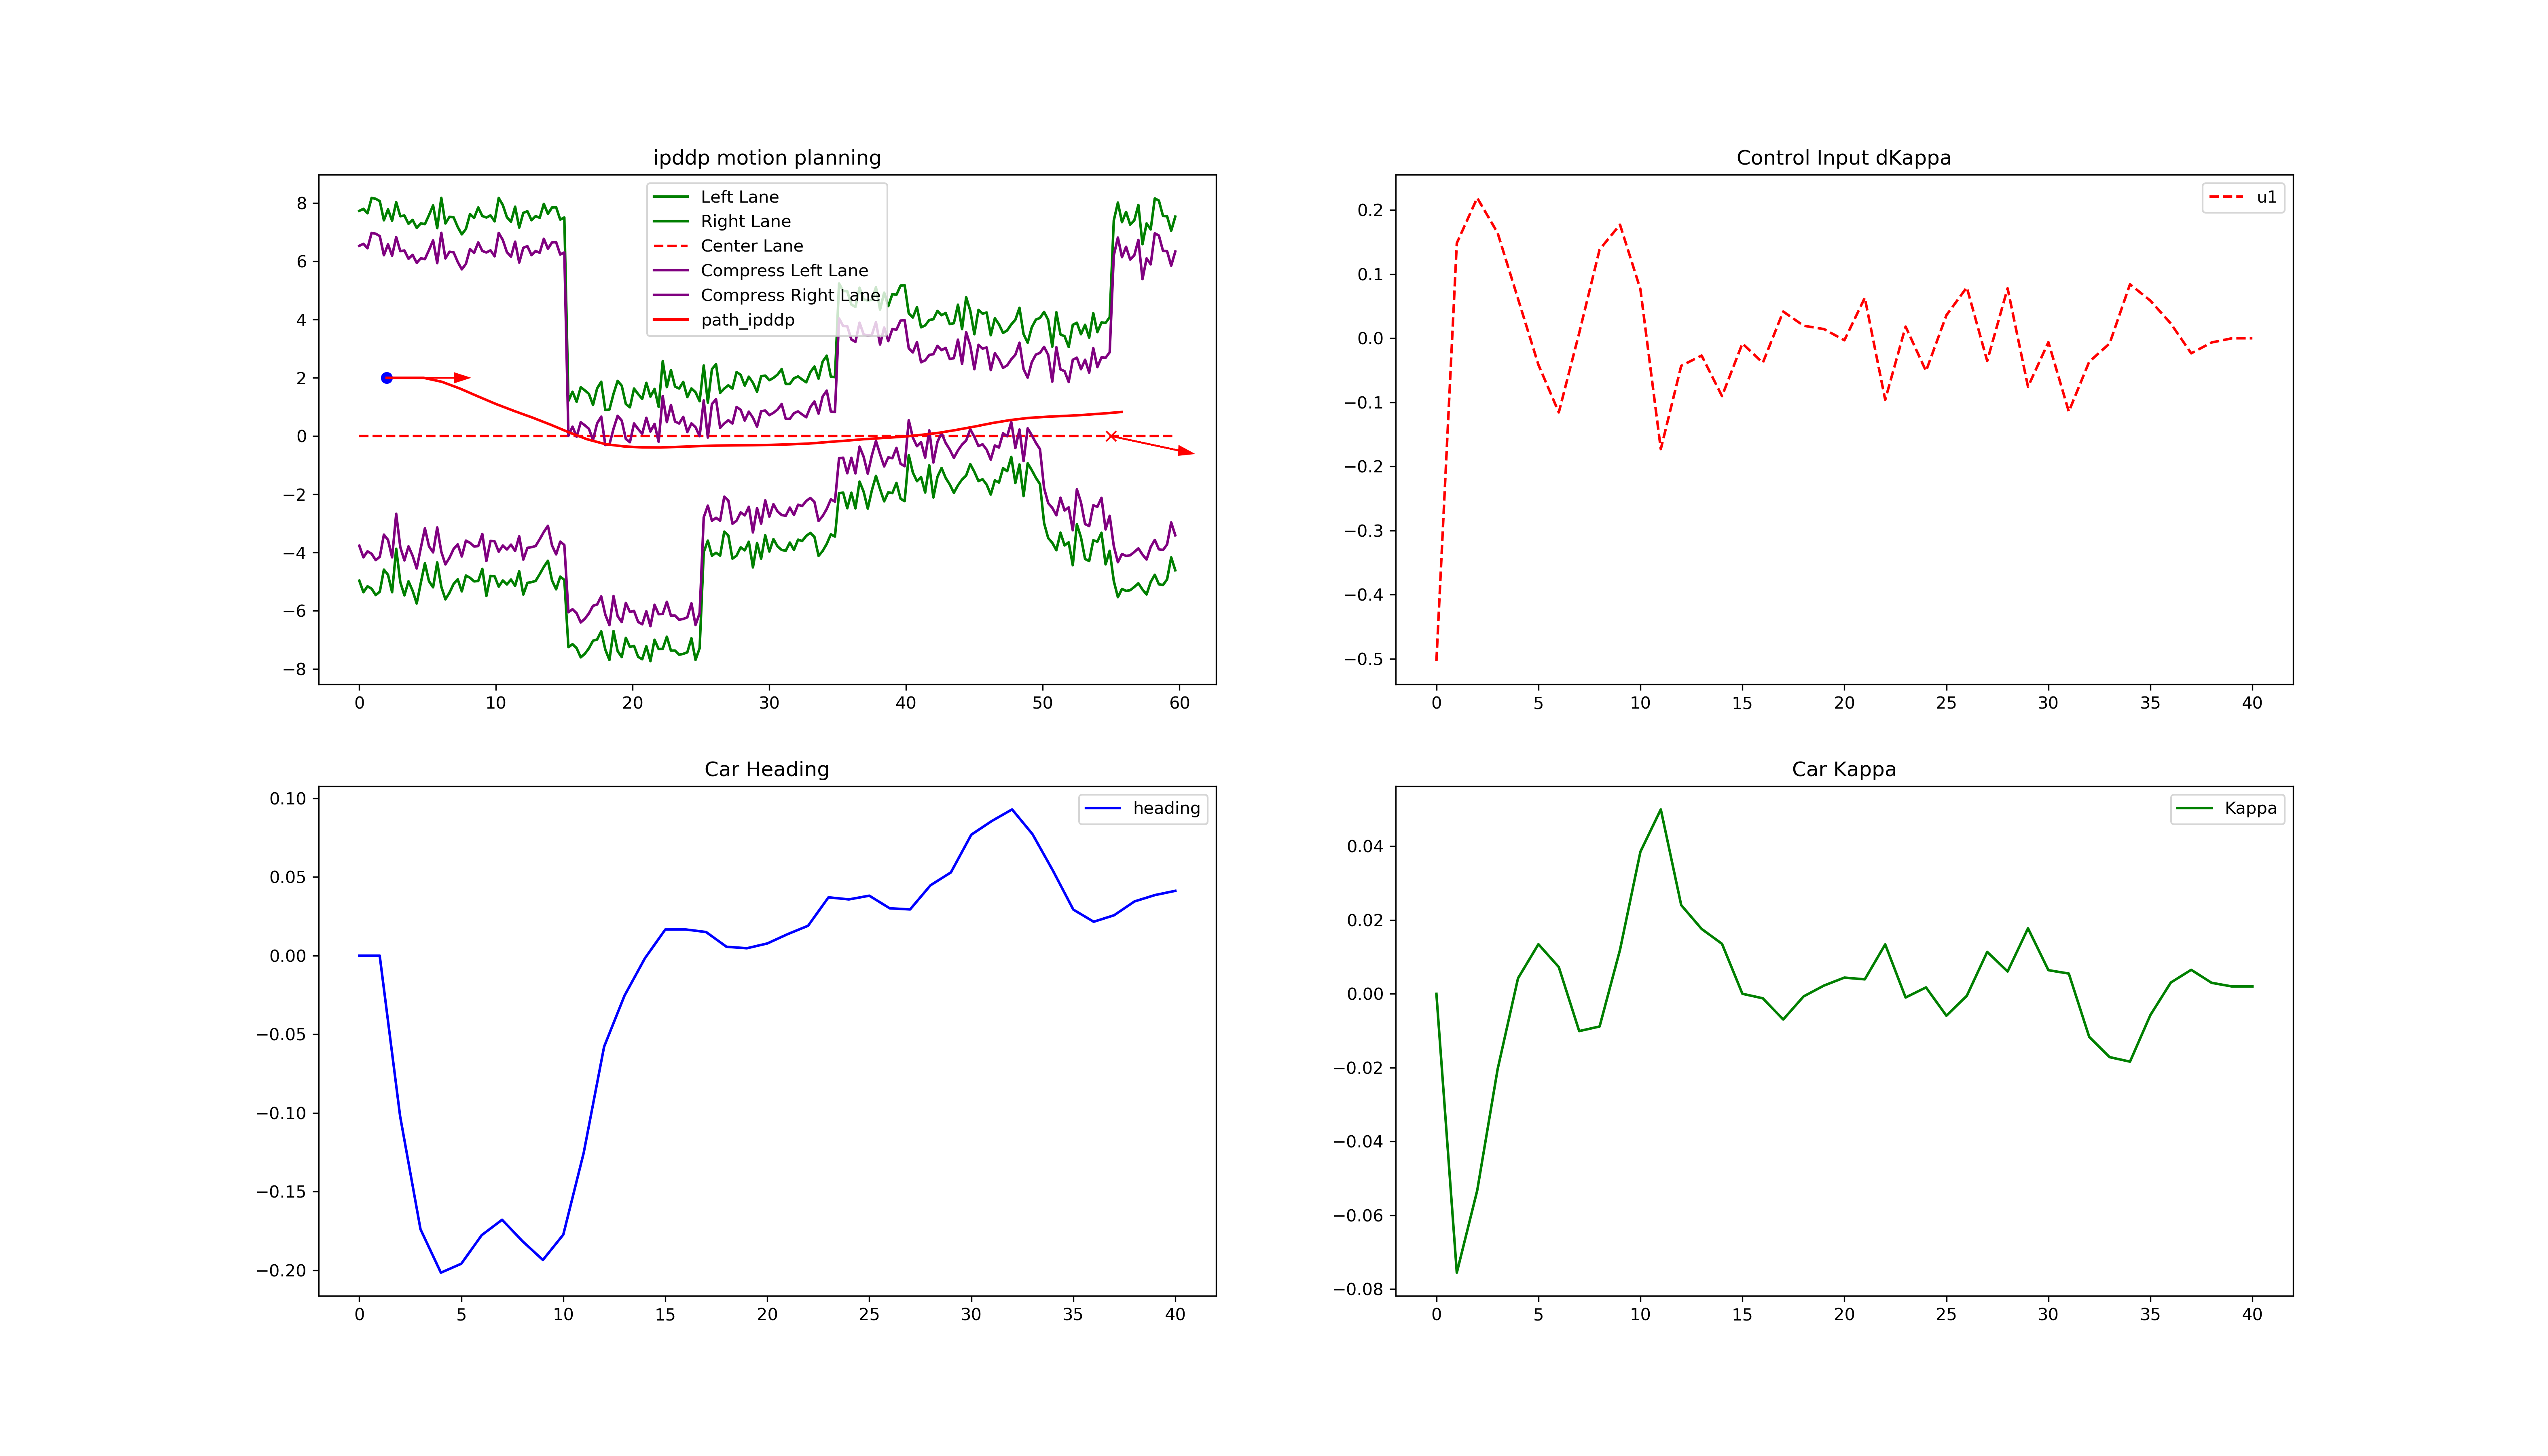 ipddp motion planning
8
6
4
2
0
−2
−4
−6
−8
0 10 20 30 40 50 60
Left Lane
Right Lane
Center Lane
Compress Left Lane
Compress Right Lane
path_ipddp
Control Input dKappa
0.2
0.1
0.0
−0.1
−0.2
−0.3
−0.4
−0.5
0 5 10 15 20 25 30 35 40
u1
Car Heading
0.10
0.05
0.00
−0.05
−0.10
−0.15
−0.20
0 5 10 15 20 25 30 35 40
heading
Car Kappa
0.04
0.02
0.00
−0.02
−0.04
−0.06
−0.08
0 5 10 15 20 25 30 35 40
Kappa